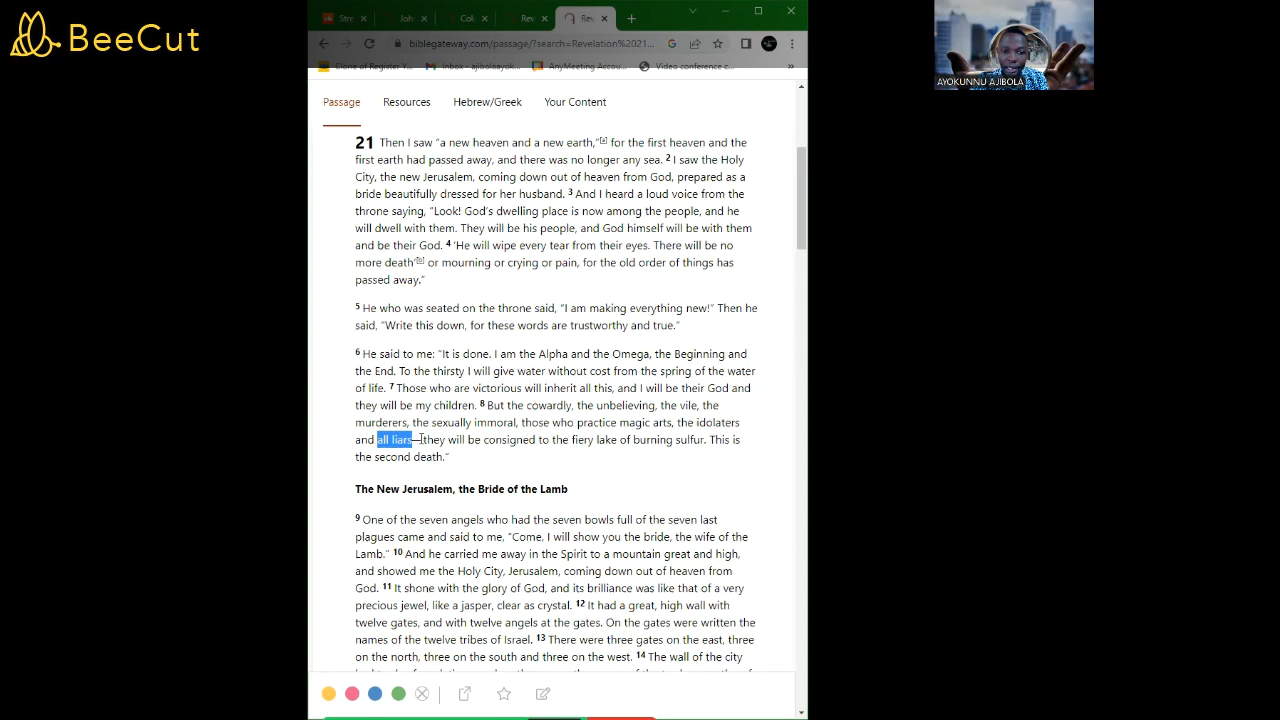 BeeCut
Stre
Joh
Col
Rev
Rev
biblegateway.com/passage/?search=Revelation%2021...
Clone of Register Y...
Inbox - ajibolaayok...
AnyMeeting Accou...
Video conference c...
AYOKUNNU AJIBOLA
Passage
Resources
Hebrew/Greek
Your Content
21 Then I saw “a new heaven and a new earth,”[a] for the first heaven and the
first earth had passed away, and there was no longer any sea. 2 I saw the Holy
City, the new Jerusalem, coming down out of heaven from God, prepared as a
bride beautifully dressed for her husband. 3 And I heard a loud voice from the
throne saying, “Look! God’s dwelling place is now among the people, and he
will dwell with them. They will be his people, and God himself will be with them
and be their God. 4 ‘He will wipe every tear from their eyes. There will be no
more death’[b] or mourning or crying or pain, for the old order of things has
passed away.”
5 He who was seated on the throne said, “I am making everything new!” Then he
said, “Write this down, for these words are trustworthy and true.”
6 He said to me: “It is done. I am the Alpha and the Omega, the Beginning and
the End. To the thirsty I will give water without cost from the spring of the water
of life. 7 Those who are victorious will inherit all this, and I will be their God and
they will be my children. 8 But the cowardly, the unbelieving, the vile, the
murderers, the sexually immoral, those who practice magic arts, the idolaters
and all liars—they will be consigned to the fiery lake of burning sulfur. This is
the second death.”
The New Jerusalem, the Bride of the Lamb
9 One of the seven angels who had the seven bowls full of the seven last
plagues came and said to me, “Come, I will show you the bride, the wife of the
Lamb.” 10 And he carried me away in the Spirit to a mountain great and high,
and showed me the Holy City, Jerusalem, coming down out of heaven from
God. 11 It shone with the glory of God, and its brilliance was like that of a very
precious jewel, like a jasper, clear as crystal. 12 It had a great, high wall with
twelve gates, and with twelve angels at the gates. On the gates were written the
names of the twelve tribes of Israel. 13 There were three gates on the east, three
on the north, three on the south and three on the west. 14 The wall of the city